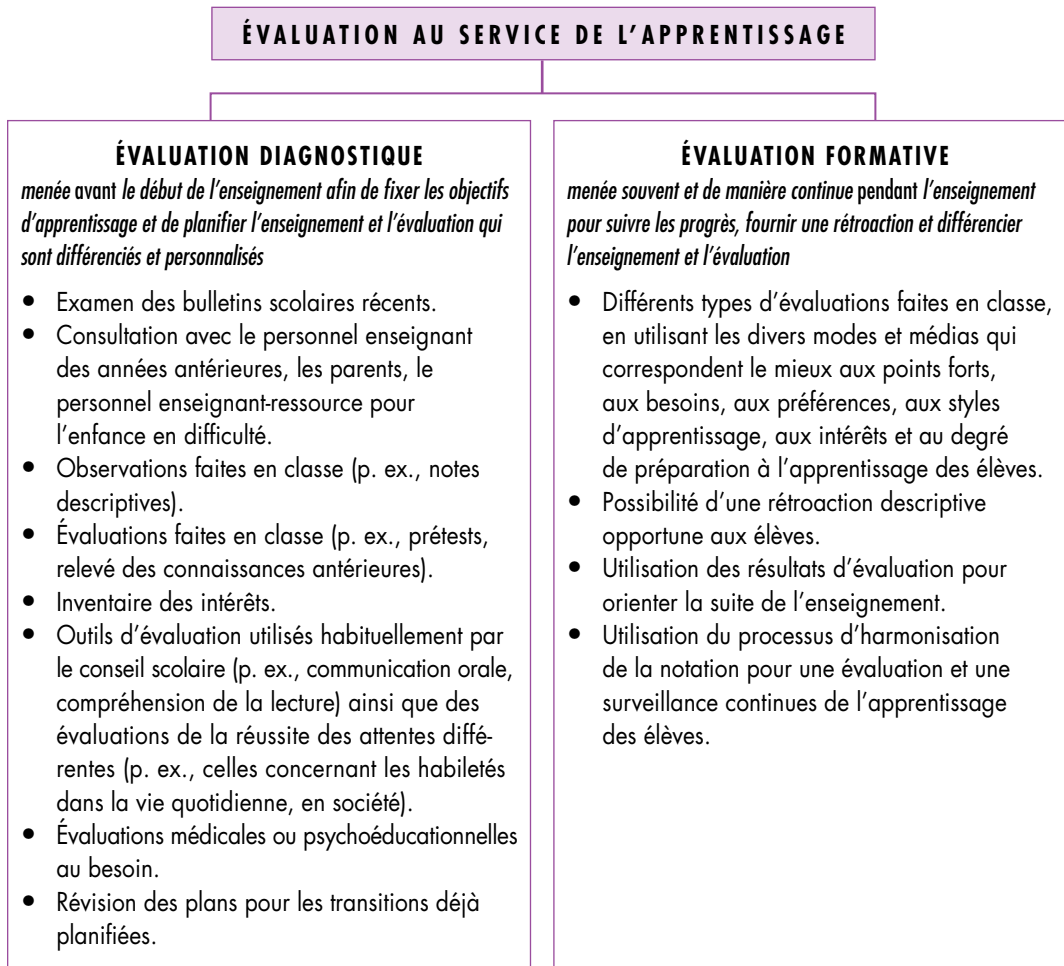 ÉVALUATION AU SERVICE DE L’APPRENTISSAGE
ÉVALUATION DIAGNOSTIQUE
menée avant le début de l’enseignement afin de fixer les objectifs
d’apprentissage et de planifier l’enseignement et l’évaluation qui
sont différenciés et personnalisés
• Examen des bulletins scolaires récents.
• Consultation avec le personnel enseignant
des années antérieures, les parents, le
personnel enseignant-ressource pour
l’enfance en difficulté.
• Observations faites en classe (p. ex., notes
descriptives).
• Évaluations faites en classe (p. ex., prétests,
relevé des connaissances antérieures).
• Inventaire des intérêts.
• Outils d’évaluation utilisés habituellement par
le conseil scolaire (p. ex., communication orale,
compréhension de la lecture) ainsi que des
évaluations de la réussite des attentes diffé-
rentes (p. ex., celles concernant les habiletés
dans la vie quotidienne, en société).
• Évaluations médicales ou psychoéducationnelles
au besoin.
• Révision des plans pour les transitions déjà
planifiées.
ÉVALUATION FORMATIVE
menée souvent et de manière continue pendant l’enseignement
pour suivre les progrès, fournir une rétroaction et différencier
l’enseignement et l’évaluation
• Différents types d’évaluations faites en classe,
en utilisant les divers modes et médias qui
correspondent le mieux aux points forts,
aux besoins, aux préférences, aux styles
d’apprentissage, aux intérêts et au degré
de préparation à l’apprentissage des élèves.
• Possibilité d’une rétroaction descriptive
opportune aux élèves.
• Utilisation des résultats d’évaluation pour
orienter la suite de l’enseignement.
• Utilisation du processus d’harmonisation
de la notation pour une évaluation et une
surveillance continues de l’apprentissage
des élèves.